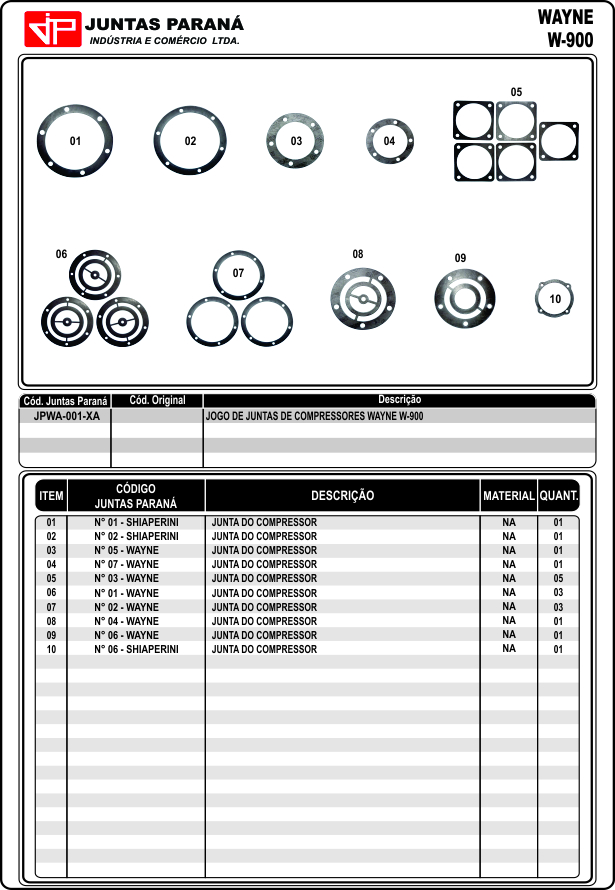 JP JUNTAS PARANÁ
INDÚSTRIA E COMÉRCIO LTDA.
WAYNE
W-900
05
01
02
03
04
06
07
08
09
10
Cód. Juntas Paraná Cód. Original Descrição
JPWA-001-XA JOGO DE JUNTAS DE COMPRESSORES WAYNE W-900
ITEM CÓDIGO JUNTAS PARANÁ DESCRIÇÃO MATERIAL QUANT.
01 N° 01 - SHIAPERINI JUNTA DO COMPRESSOR NA 01
02 N° 02 - SHIAPERINI JUNTA DO COMPRESSOR NA 01
03 N° 05 - WAYNE JUNTA DO COMPRESSOR NA 01
04 N° 07 - WAYNE JUNTA DO COMPRESSOR NA 01
05 N° 03 - WAYNE JUNTA DO COMPRESSOR NA 05
06 N° 01 - WAYNE JUNTA DO COMPRESSOR NA 03
07 N° 02 - WAYNE JUNTA DO COMPRESSOR NA 03
08 N° 04 - WAYNE JUNTA DO COMPRESSOR NA 01
09 N° 06 - WAYNE JUNTA DO COMPRESSOR NA 01
10 N° 06 - SHIAPERINI JUNTA DO COMPRESSOR NA 01